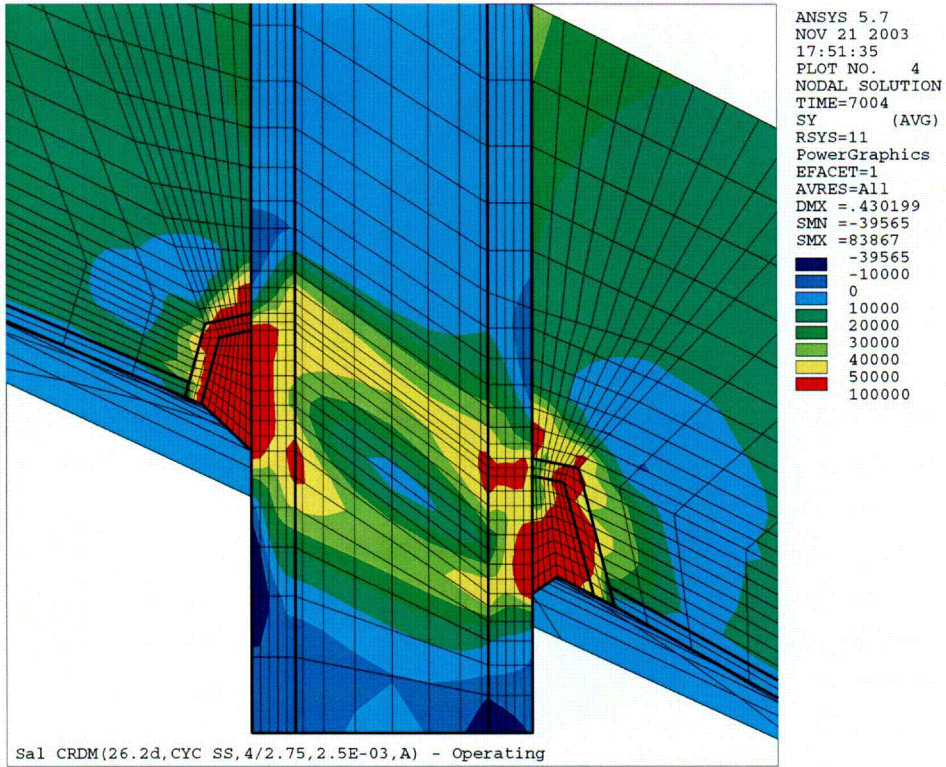 ANSYS 5.7
NOV 21 2003
17:51:35
PLOT NO. 4
NODAL SOLUTION
TIME=7004
SY (AVG)
RSYS=11
PowerGraphics
EFACET=1
AVRES=All
DMX =.430199
SMN =-39565
SMX =83867
-39565
-10000
0
10000
20000
30000
40000
50000
100000
Sal CRDM(26.2d,CYC SS,4/2.75,2.5E-03,A) - Operating